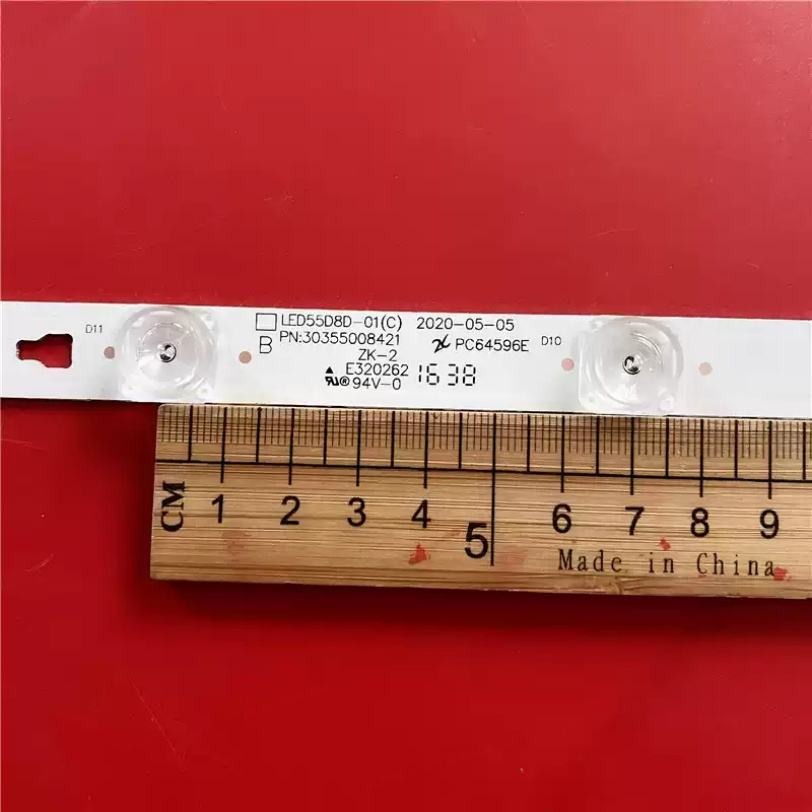 D11
LED55D8D-01(C) 2020-05-05
B PN:30355008421
PC64596E D10
ZK-2
E320262
94V-0 1638
CM 1 2 3 4 5 6 7 8 9
Made in China